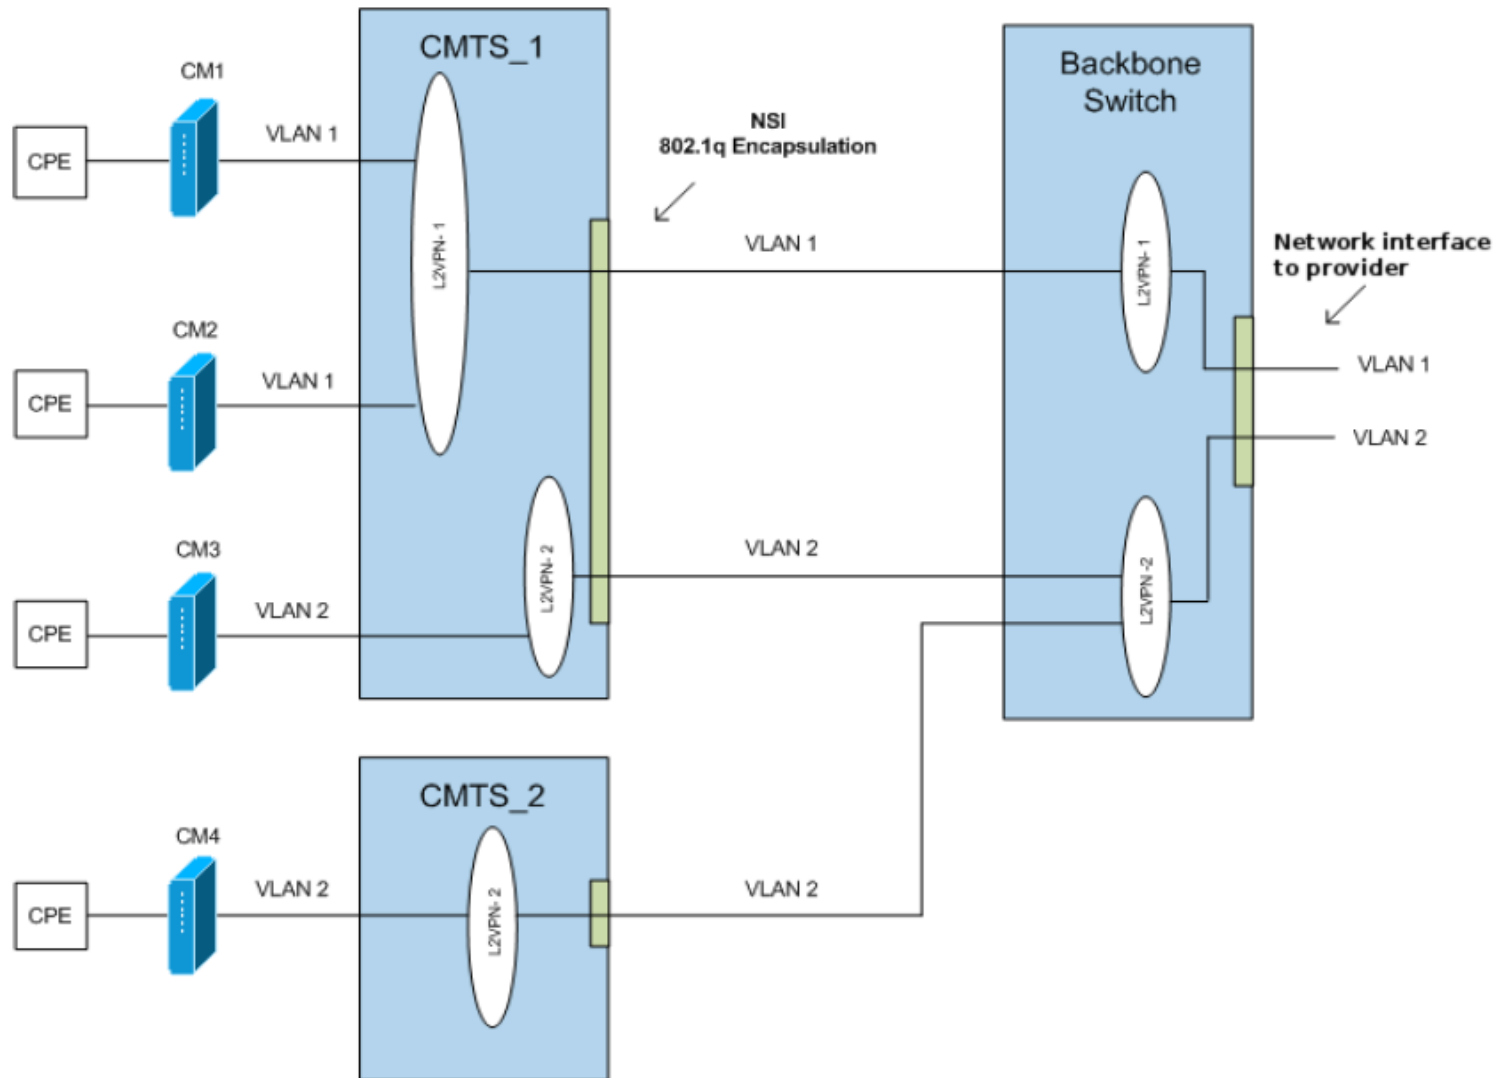 CMTS_1
Backbone
Switch
CM1
NSI
802.1q Encapsulation
VLAN 1
CPE
L2VPN- 1
VLAN 1
L2VPN- 1
Network interface
to provider
CM2
VLAN 1
VLAN 1
CPE
VLAN 2
CM3
L2VPN- 2
VLAN 2
L2VPN -2
VLAN 2
CPE
CMTS_2
CM4
VLAN 2
L2VPN- 2
VLAN 2
CPE